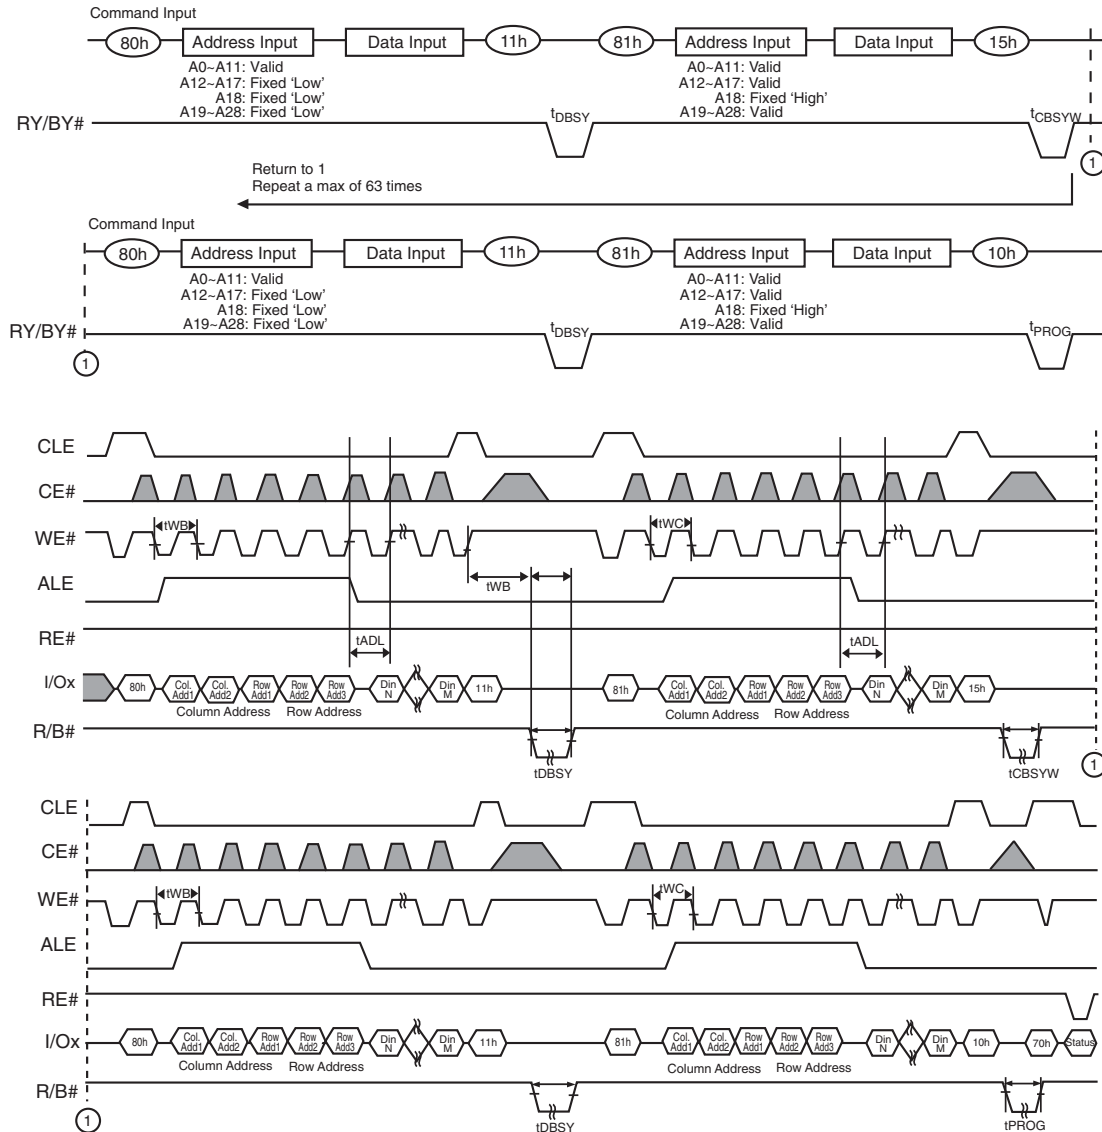 Command Input
80h Address Input Data Input 11h 81h Address Input Data Input 15h
A0~A11: Valid A0~A11: Valid
A12~A17: Fixed ‘Low’ A12~A17: Valid
A18: Fixed ‘Low’ A18: Fixed ‘High’
A19~A28: Fixed ‘Low’ A19~A28: Valid
RY/BY# tDBSY tCBSYW
1
Return to 1
Repeat a max of 63 times
Command Input
80h Address Input Data Input 11h 81h Address Input Data Input 10h
A0~A11: Valid A0~A11: Valid
A12~A17: Fixed ‘Low’ A12~A17: Valid
A18: Fixed ‘Low’ A18: Fixed ‘High’
A19~A28: Fixed ‘Low’ A19~A28: Valid
RY/BY# tDBSY tPROG
1
CLE
CE#
WE# tWB tWC
tWB
ALE
RE#
tADL tADL
I/Ox 80h Col. Add1 Col. Add2 Row Add1 Row Add2 Row Add3 Din N Din M 11h 81h Col. Add1 Col. Add2 Row Add1 Row Add2 Row Add3 Din N Din M 15h
Column Address Row Address Column Address Row Address
R/B#
tDBSY tCBSYW 1
CLE
CE#
WE# tWB tWC
ALE
RE#
I/Ox 80h Col. Add1 Col. Add2 Row Add1 Row Add2 Row Add3 Din N Din M 11h 81h Col. Add1 Col. Add2 Row Add1 Row Add2 Row Add3 Din N Din M 10h 70h Status
Column Address Row Address Column Address Row Address
R/B#
1 tDBSY tPROG